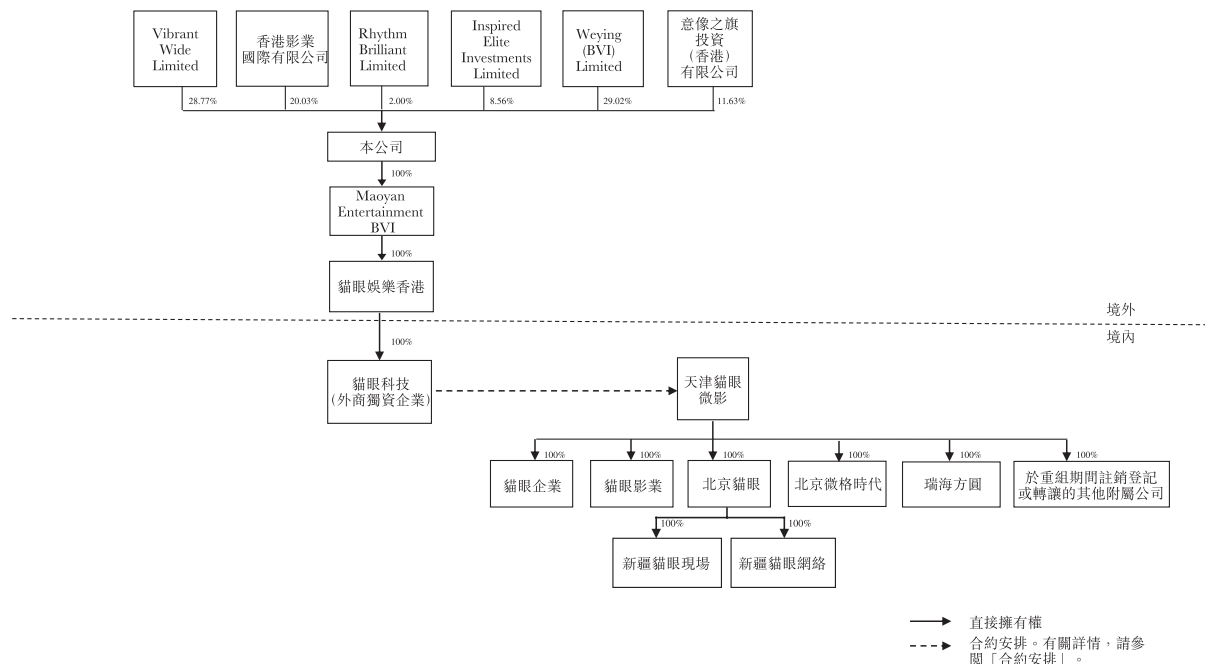 Vibrant
Wide
Limited
香港影業
國際有限公司
Rhythm
Brilliant
Limited
Inspired
Elite
Investments
Limited
Weying
(BVI)
Limited
意像之旗
投資
(香港)
有限公司
28.77%
20.03%
2.00%
8.56%
29.02%
11.63%
本公司
100%
Maoyan
Entertainment
BVI
100%
貓眼娛樂香港
境外
境內
100%
貓眼科技
(外商獨資企業)
天津貓眼
微影
100%
100%
100%
100%
100%
100%
貓眼企業
貓眼影業
北京貓眼
北京微格時代
瑞海方圓
於重組期間註銷登記
或轉讓的其他附屬公司
100%
100%
新疆貓眼現場
新疆貓眼網絡
直接擁有權
合約安排。有關詳情，請參
閱「合約安排」。